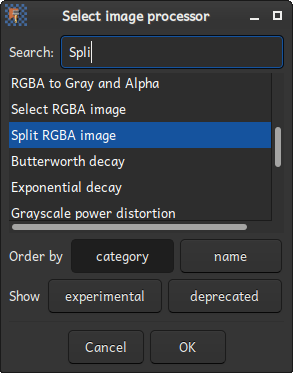 Select image processor
Search: Spli
RGBA to Gray and Alpha
Select RGBA image
Split RGBA image
Butterworth decay
Exponential decay
Grayscale power distortion
Order by category name
Show experimental deprecated
Cancel OK